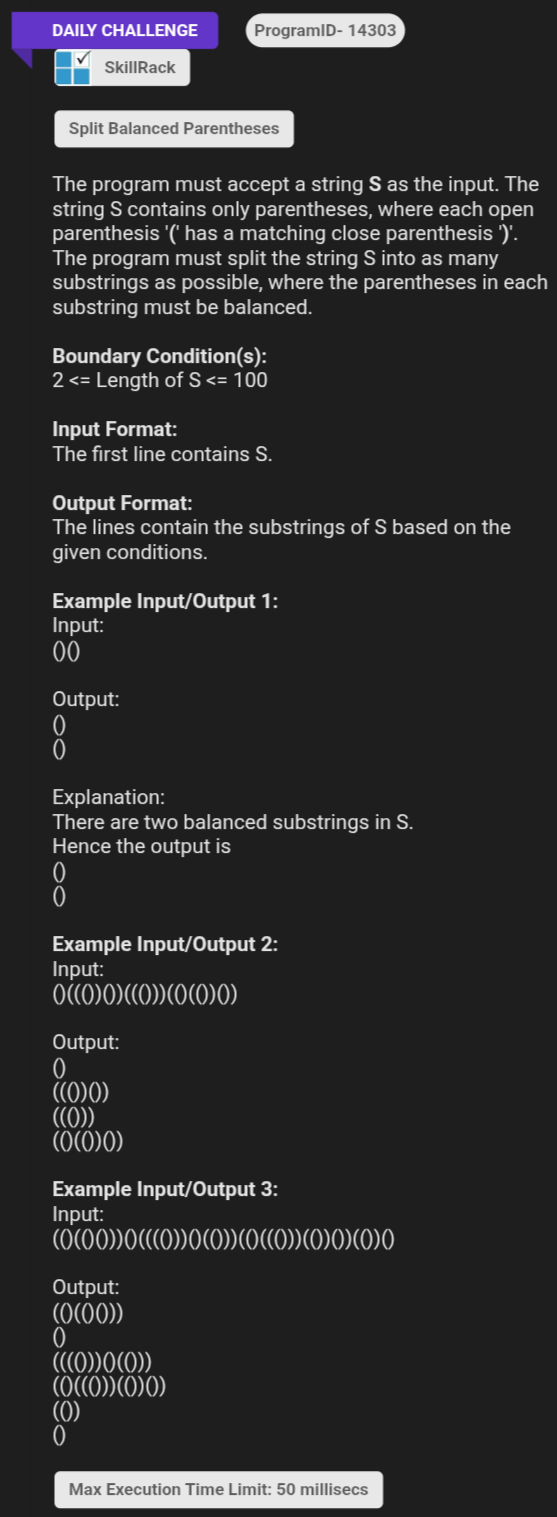 DAILY CHALLENGE
ProgramID- 14303
SkillRack
Split Balanced Parentheses
The program must accept a string S as the input. The
string S contains only parentheses, where each open
parenthesis '(' has a matching close parenthesis ')'.
The program must split the string S into as many
substrings as possible, where the parentheses in each
substring must be balanced.
Boundary Condition(s):
2 <= Length of S <= 100
Input Format:
The first line contains S.
Output Format:
The lines contain the substrings of S based on the
given conditions.
Example Input/Output 1:
Input:
()()
Output:
()
()
Explanation:
There are two balanced substrings in S.
Hence the output is
()
()
Example Input/Output 2:
Input:
()((())())((()))(()(())())
Output:
()
((())())
((()))
(()(())())
Example Input/Output 3:
Input:
(()(()()))()(((()))()(()))(()((()))(())())(())()
Output:
(()(()()))
()
(((()))()(()))
(()((()))(())())
(())
()
Max Execution Time Limit: 50 millisecs